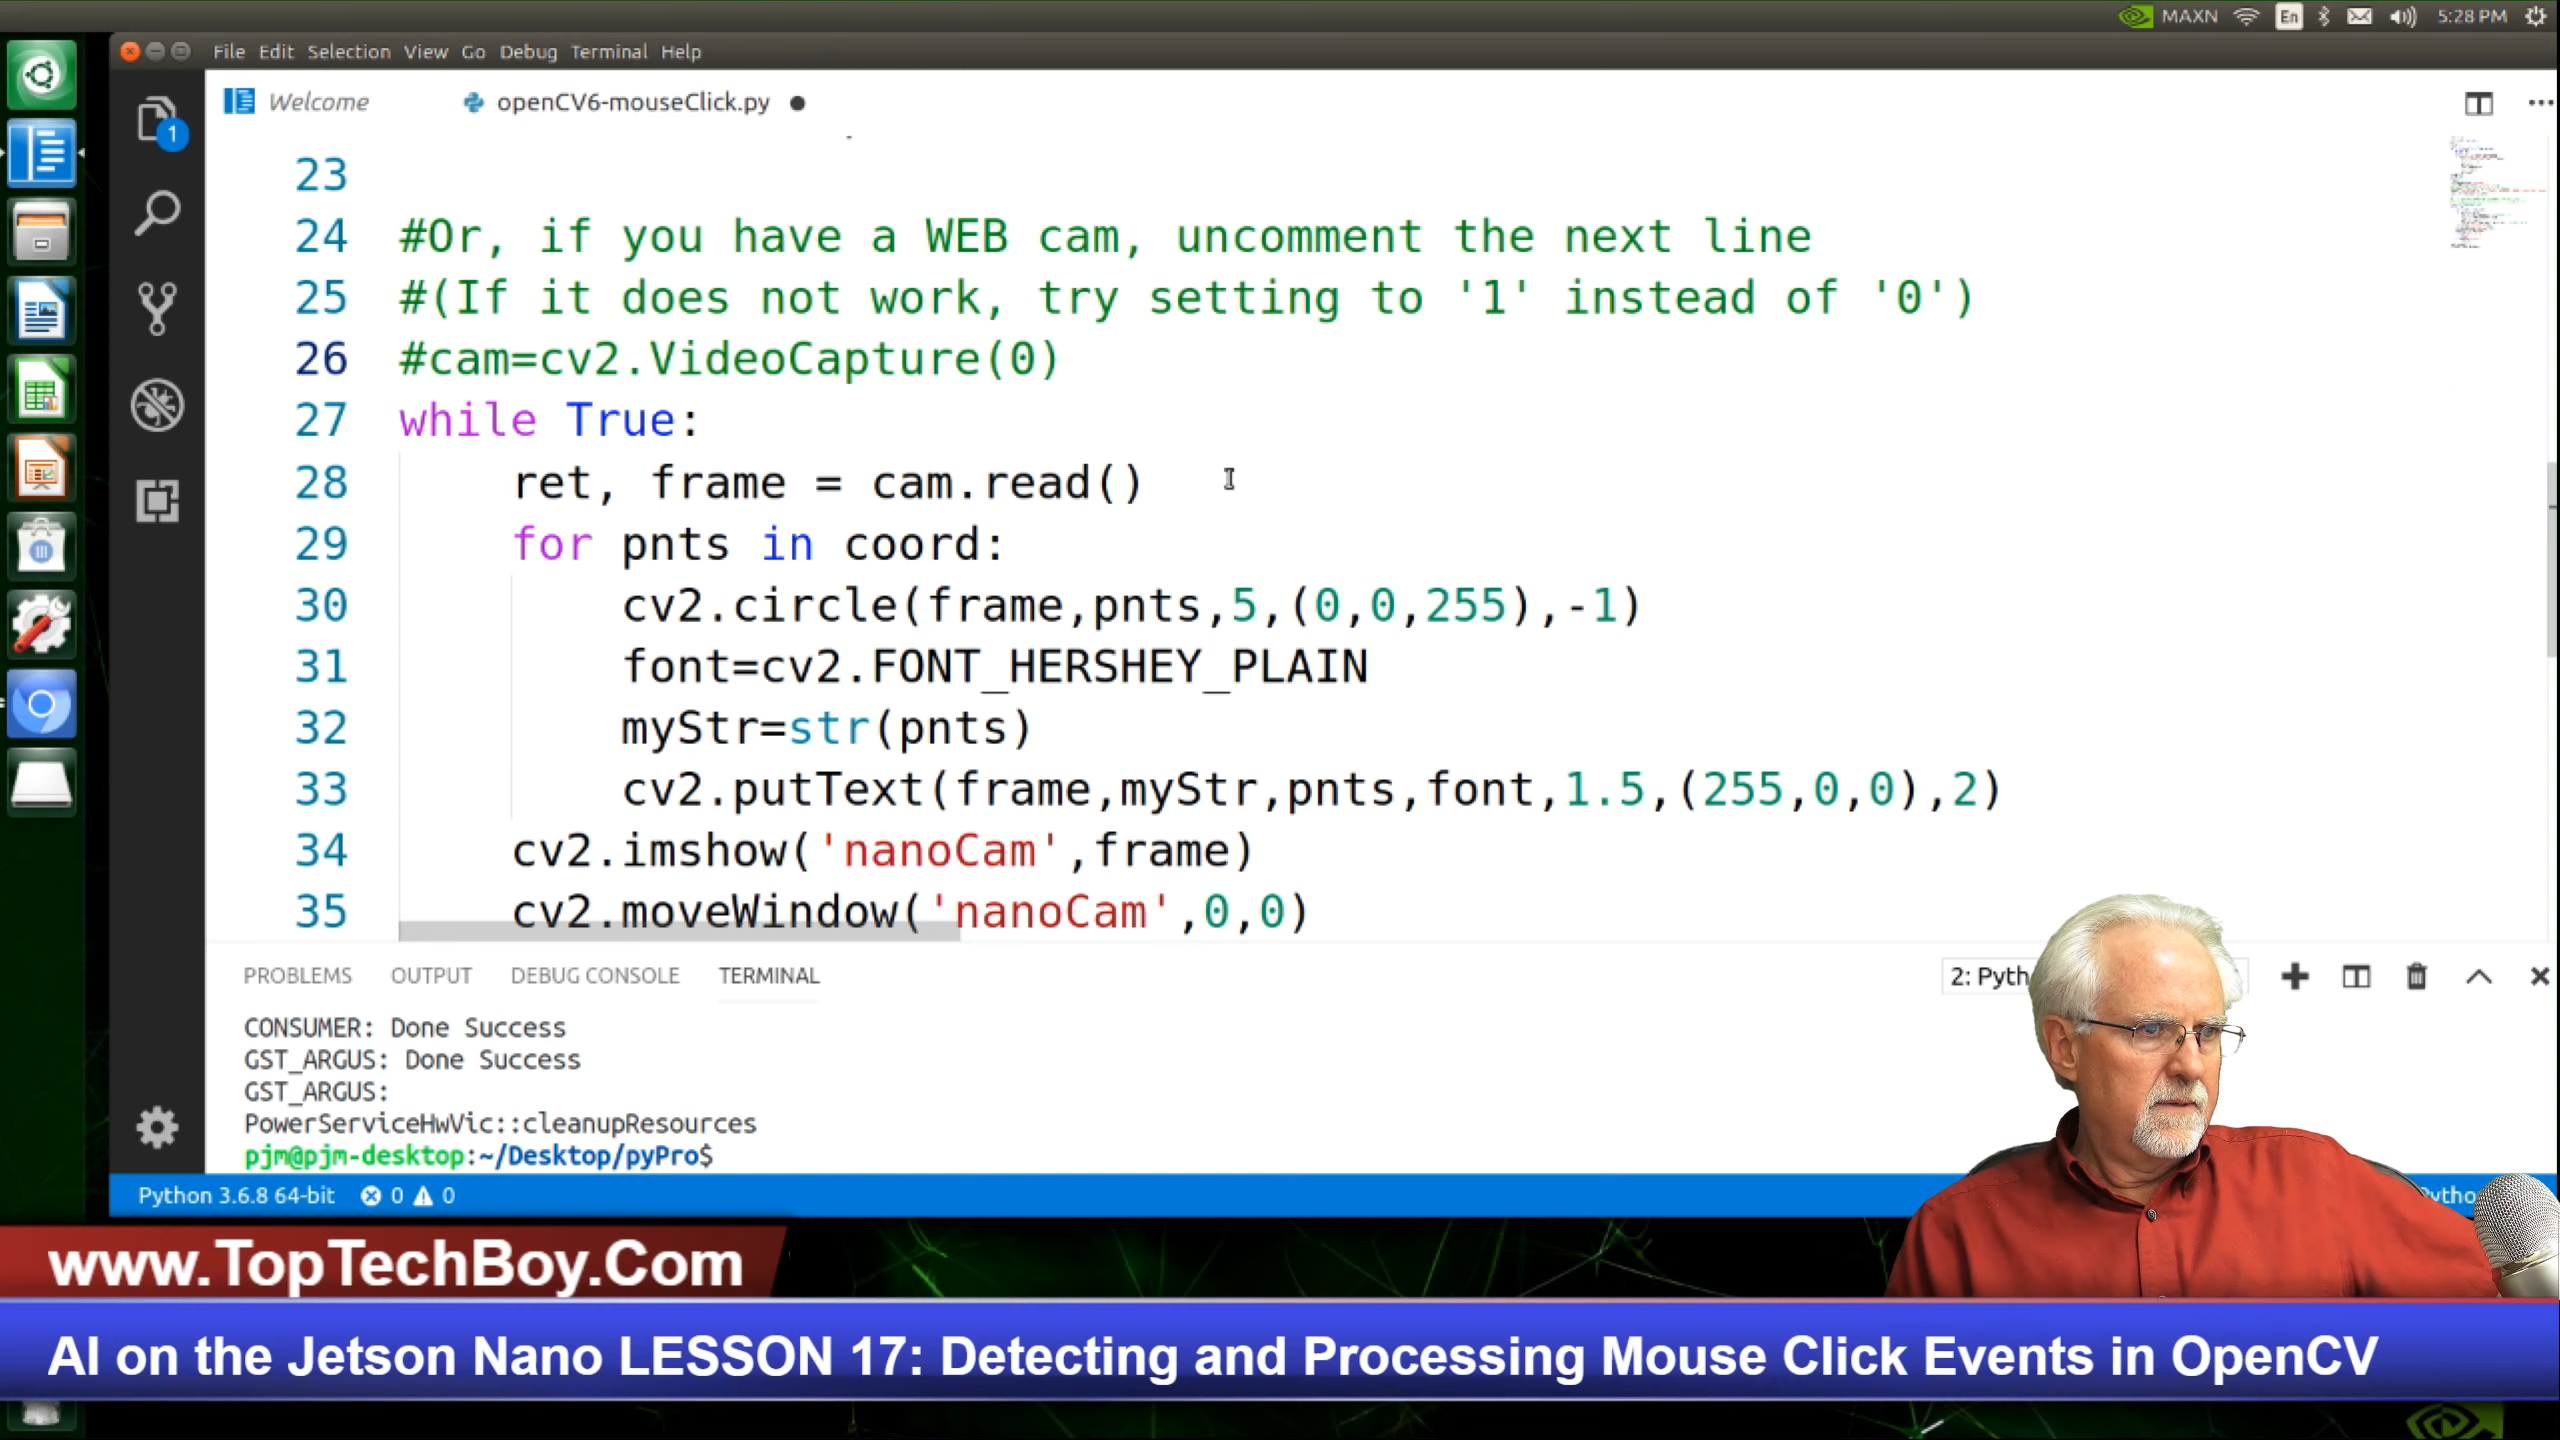 MAXN En 5:28 PM
File Edit Selection View Go Debug Terminal Help
Welcome openCV6-mouseClick.py
1
23
24 #Or, if you have a WEB cam, uncomment the next line
25 #(If it does not work, try setting to '1' instead of '0')
26 #cam=cv2.VideoCapture(0)
27 while True:
28 ret, frame = cam.read()
29 for pnts in coord:
30 cv2.circle(frame,pnts,5,(0,0,255),-1)
31 font=cv2.FONT_HERSHEY_PLAIN
32 myStr=str(pnts)
33 cv2.putText(frame,myStr,pnts,font,1.5,(255,0,0),2)
34 cv2.imshow('nanoCam',frame)
35 cv2.moveWindow('nanoCam',0,0)
PROBLEMS OUTPUT DEBUG CONSOLE TERMINAL 2: Pyth
CONSUMER: Done Success
GST_ARGUS: Done Success
GST_ARGUS:
PowerServiceHwVic::cleanupResources
pjm@pjm-desktop:~/Desktop/pyPro$
Python 3.6.8 64-bit 0 0 Pytho
www.TopTechBoy.Com
AI on the Jetson Nano LESSON 17: Detecting and Processing Mouse Click Events in OpenCV